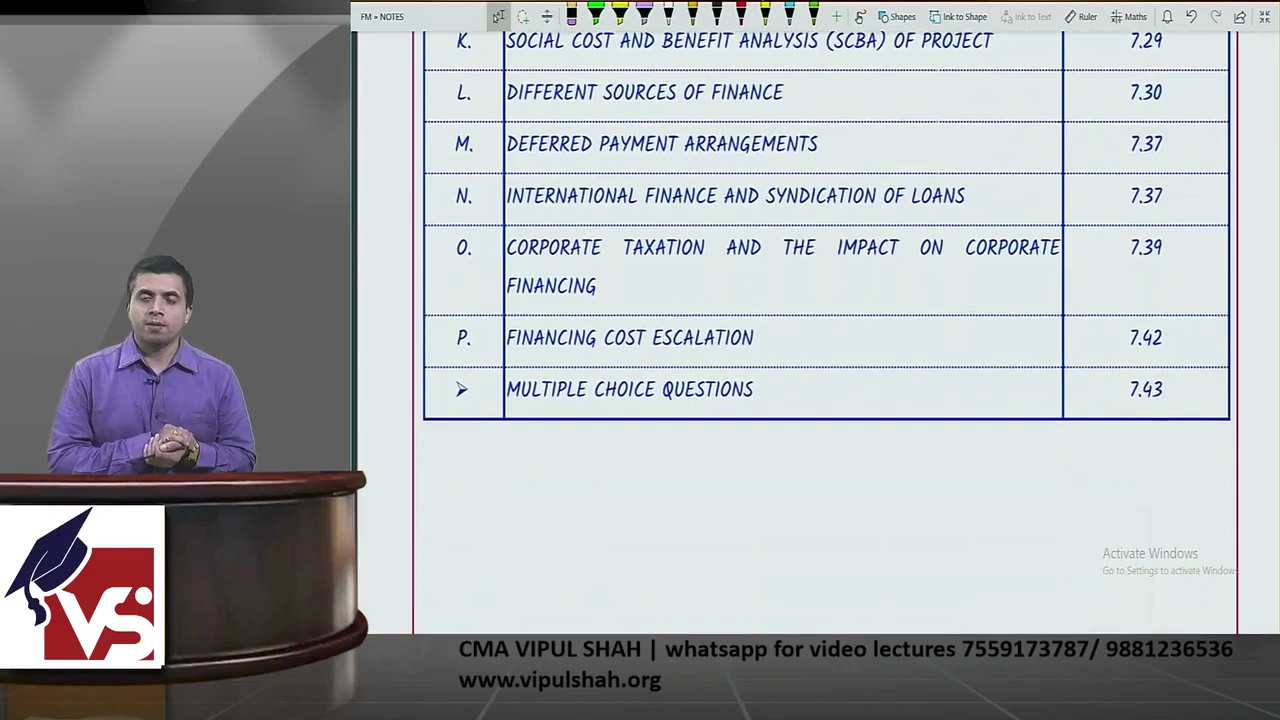 FM » NOTES
Shapes
Ink to Shape
Ink to Text
Ruler
Maths
K. SOCIAL COST AND BENEFIT ANALYSIS (SCBA) OF PROJECT 7.29
L. DIFFERENT SOURCES OF FINANCE 7.30
M. DEFERRED PAYMENT ARRANGEMENTS 7.37
N. INTERNATIONAL FINANCE AND SYNDICATION OF LOANS 7.37
O. CORPORATE TAXATION AND THE IMPACT ON CORPORATE 7.39
FINANCING
P. FINANCING COST ESCALATION 7.42
➢ MULTIPLE CHOICE QUESTIONS 7.43
Activate Windows
Go to Settings to activate Windows.
VS
CMA VIPUL SHAH | whatsapp for video lectures 7559173787/ 9881236536
www.vipulshah.org